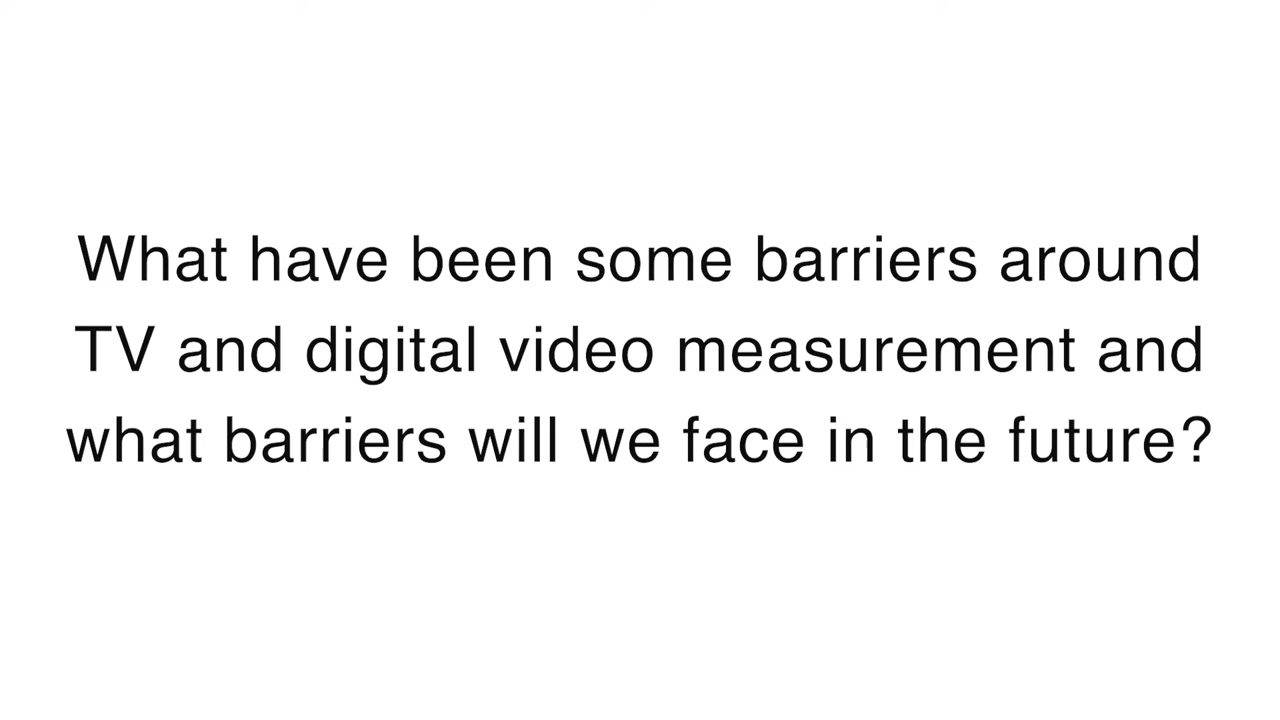 What have been some barriers around
TV and digital video measurement and
what barriers will we face in the future?